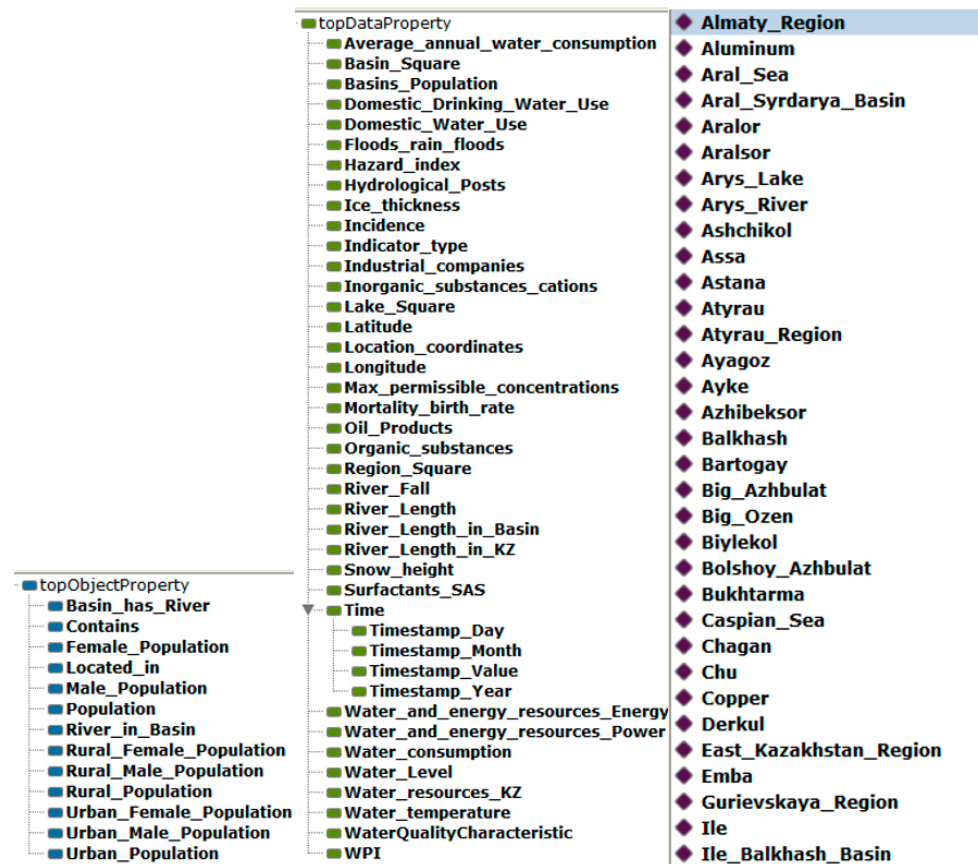 topObjectProperty
Basin_has_River
Contains
Female_Population
Located_in
Male_Population
Population
River_in_Basin
Rural_Female_Population
Rural_Male_Population
Rural_Population
Urban_Female_Population
Urban_Male_Population
Urban_Population
topDataProperty
Average_annual_water_consumption
Basin_Square
Basins_Population
Domestic_Drinking_Water_Use
Domestic_Water_Use
Floods_rain_floods
Hazard_index
Hydrological_Posts
Ice_thickness
Incidence
Indicator_type
Industrial_companies
Inorganic_substances_cations
Lake_Square
Latitude
Location_coordinates
Longitude
Max_permissible_concentrations
Mortality_birth_rate
Oil_Products
Organic_substances
Region_Square
River_Fall
River_Length
River_Length_in_Basin
River_Length_in_KZ
Snow_height
Surfactants_SAS
Time
Timestamp_Day
Timestamp_Month
Timestamp_Value
Timestamp_Year
Water_and_energy_resources_Energy
Water_and_energy_resources_Power
Water_consumption
Water_Level
Water_resources_KZ
Water_temperature
WaterQualityCharacteristic
WPI
Almaty_Region
Aluminum
Aral_Sea
Aral_Syrdarya_Basin
Aralor
Aralsor
Arys_Lake
Arys_River
Ashchikol
Assa
Astana
Atyrau
Atyrau_Region
Ayagoz
Ayke
Azhibeksor
Balkhash
Bartogay
Big_Azhbulat
Big_Ozen
Biylekol
Bolshoy_Azhbulat
Bukhtarma
Caspian_Sea
Chagan
Chu
Copper
Derkul
East_Kazakhstan_Region
Emba
Gurievskaya_Region
Ile
Ile_Balkhash_Basin